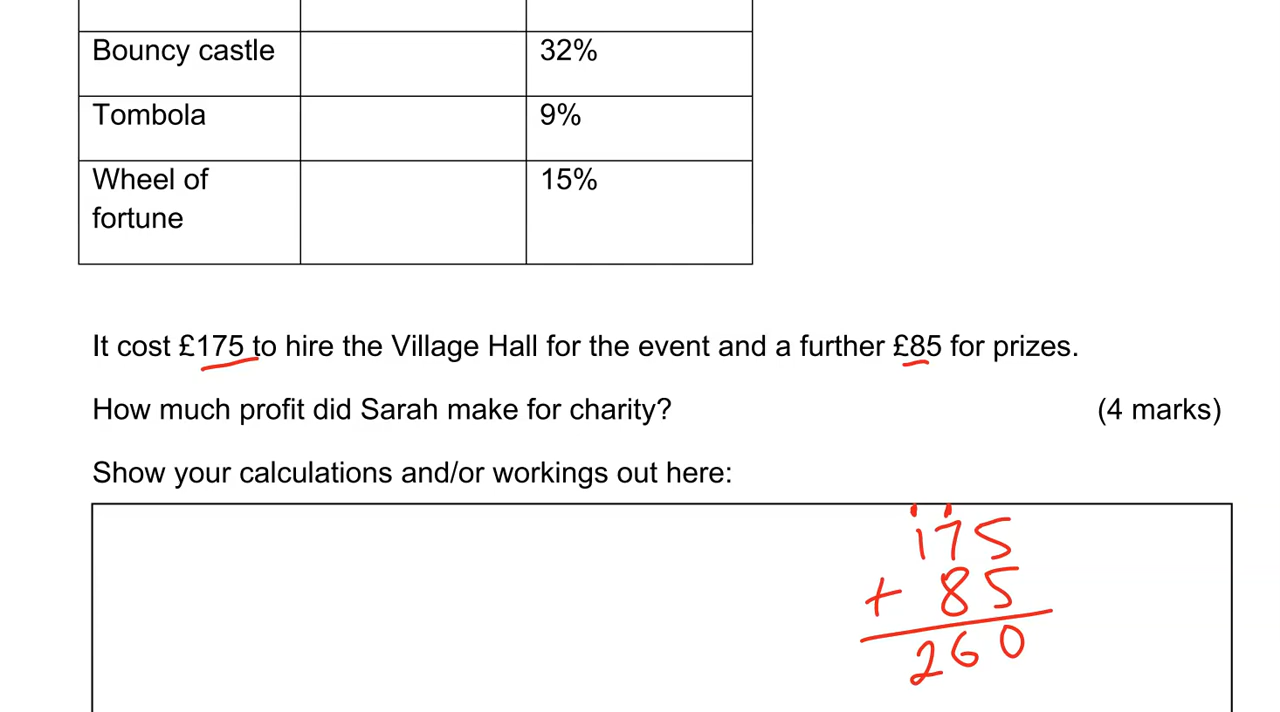 Bouncy castle 32%
Tombola 9%
Wheel of 15%
fortune
It cost £175 to hire the Village Hall for the event and a further £85 for prizes.
How much profit did Sarah make for charity? (4 marks)
Show your calculations and/or workings out here:
175
+ 85
260